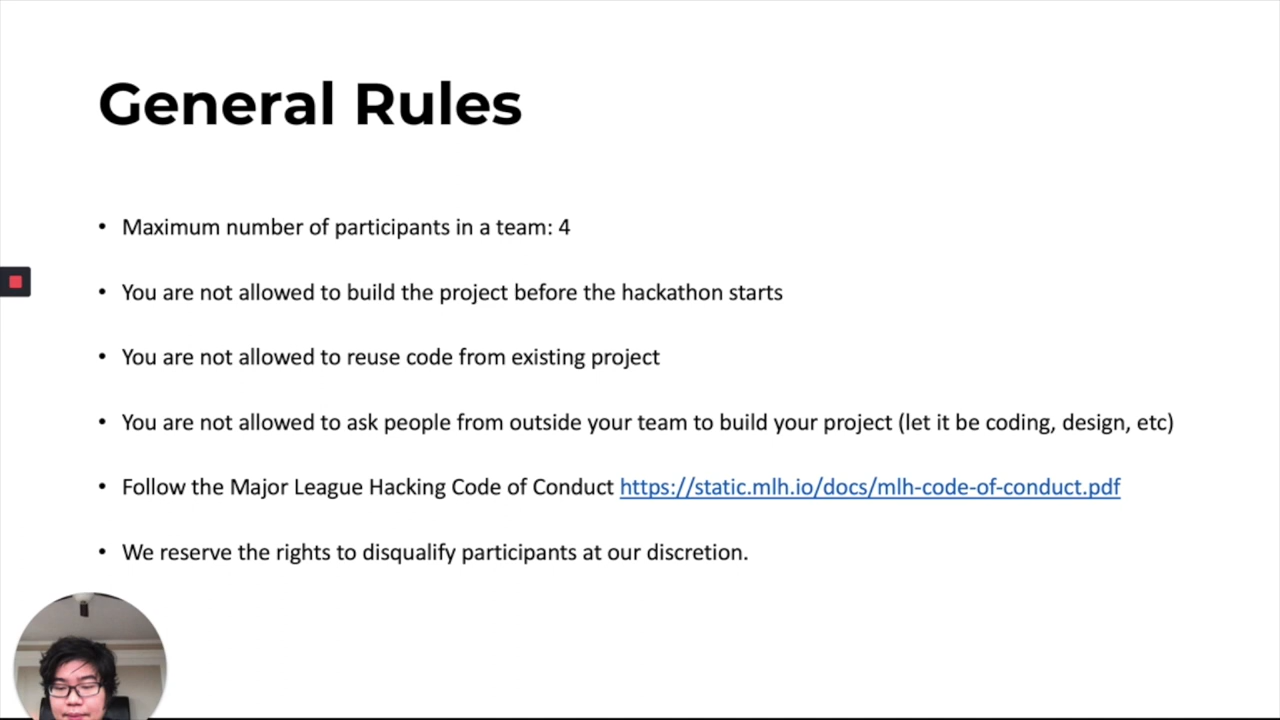 General Rules
• Maximum number of participants in a team: 4
• You are not allowed to build the project before the hackathon starts
• You are not allowed to reuse code from existing project
• You are not allowed to ask people from outside your team to build your project (let it be coding, design, etc)
• Follow the Major League Hacking Code of Conduct https://static.mlh.io/docs/mlh-code-of-conduct.pdf
• We reserve the rights to disqualify participants at our discretion.